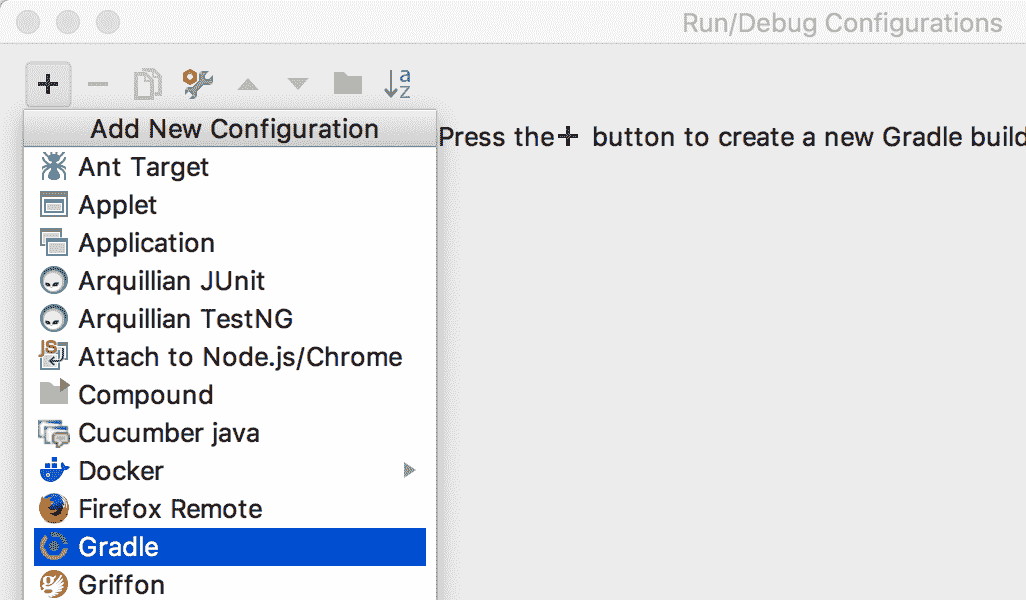 Run/Debug Configurations
Add New Configuration
Press the+ button to create a new Gradle build
Ant Target
Applet
Application
Arquillian JUnit
Arquillian TestNG
Attach to Node.js/Chrome
Compound
Cucumber java
Docker
Firefox Remote
Gradle
Griffon